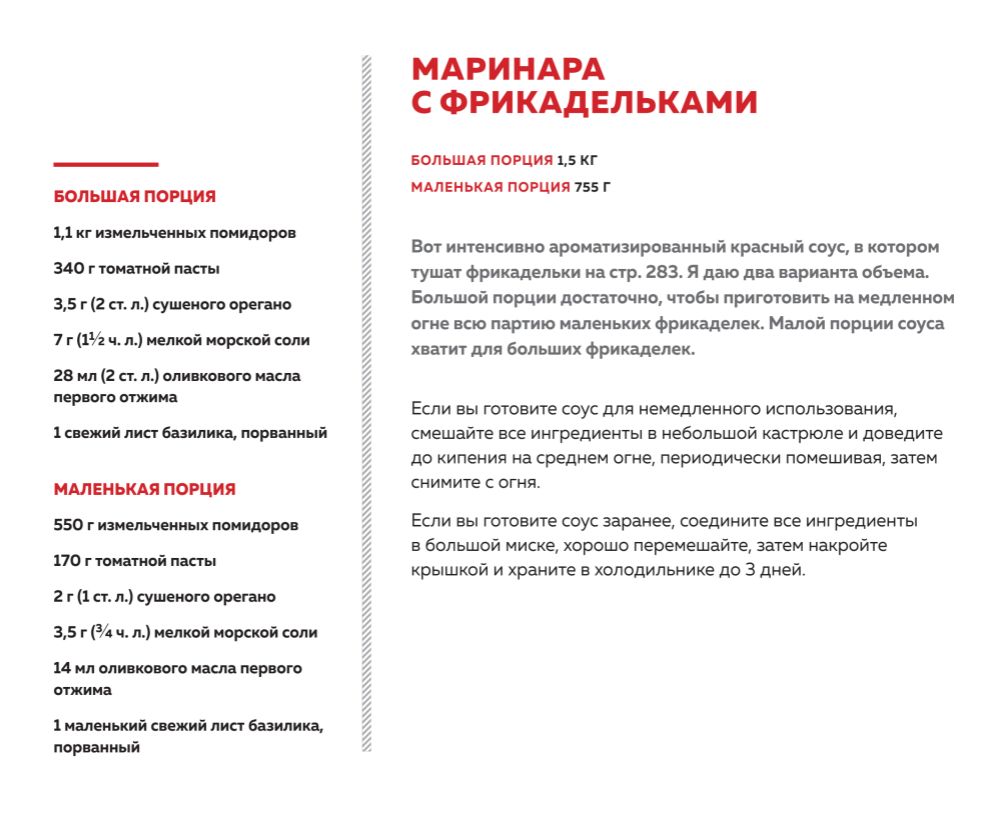 МАРИНАРА
С ФРИКАДЕЛЬКАМИ
БОЛЬШАЯ ПОРЦИЯ 1,5 КГ
МАЛЕНЬКАЯ ПОРЦИЯ 755 Г
БОЛЬШАЯ ПОРЦИЯ
1,1 кг измельченных помидоров
340 г томатной пасты
3,5 г (2 ст. л.) сушеного орегано
7 г (1½ ч. л.) мелкой морской соли
28 мл (2 ст. л.) оливкового масла
первого отжима
1 свежий лист базилика, порванный
МАЛЕНЬКАЯ ПОРЦИЯ
550 г измельченных помидоров
170 г томатной пасты
2 г (1 ст. л.) сушеного орегано
3,5 г (¾ ч. л.) мелкой морской соли
14 мл оливкового масла первого
отжима
1 маленький свежий лист базилика,
порванный
Вот интенсивно ароматизированный красный соус, в котором
тушат фрикадельки на стр. 283. Я даю два варианта объема.
Большой порции достаточно, чтобы приготовить на медленном
огне всю партию маленьких фрикаделек. Малой порции соуса
хватит для больших фрикаделек.
Если вы готовите соус для немедленного использования,
смешайте все ингредиенты в небольшой кастрюле и доведите
до кипения на среднем огне, периодически помешивая, затем
снимите с огня.
Если вы готовите соус заранее, соедините все ингредиенты
в большой миске, хорошо перемешайте, затем накройте
крышкой и храните в холодильнике до 3 дней.